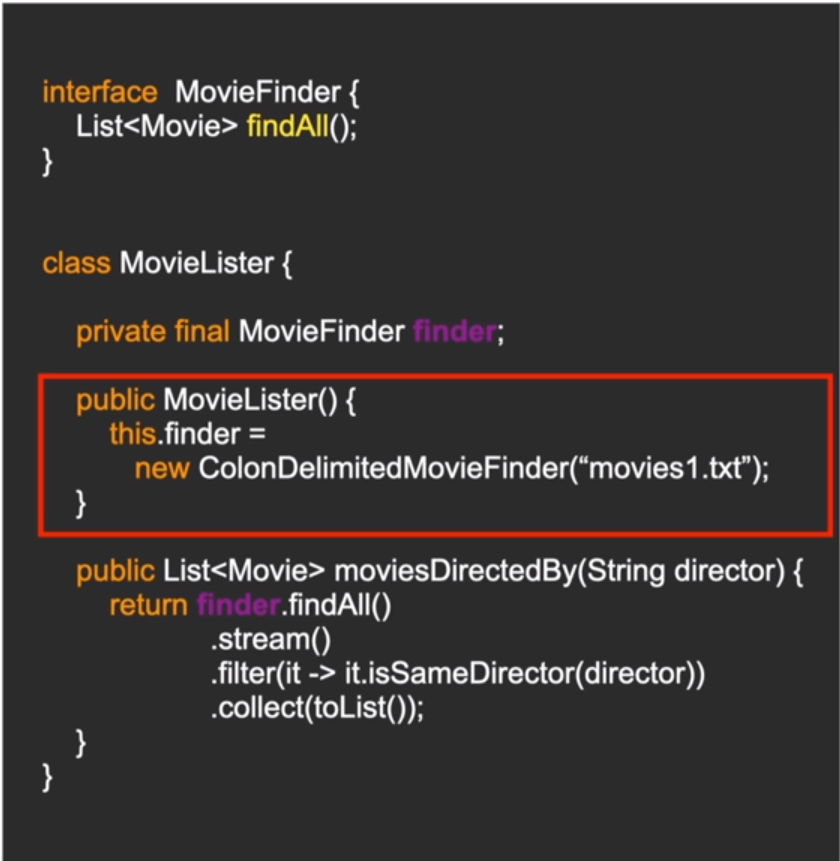 interface MovieFinder {
List<Movie> findAll();
}
class MovieLister {
private final MovieFinder finder;
public MovieLister() {
this.finder =
new ColonDelimitedMovieFinder(“movies1.txt”);
}
public List<Movie> moviesDirectedBy(String director) {
return finder.findAll()
.stream()
.filter(it -> it.isSameDirector(director))
.collect(toList());
}
}